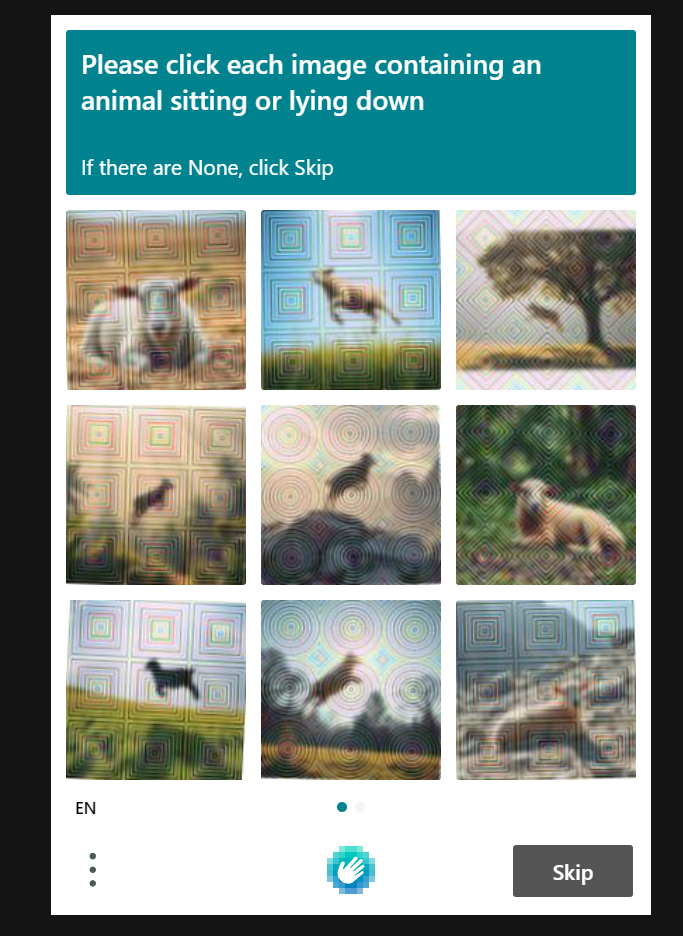 Please click each image containing an
animal sitting or lying down
If there are None, click Skip
EN
Skip